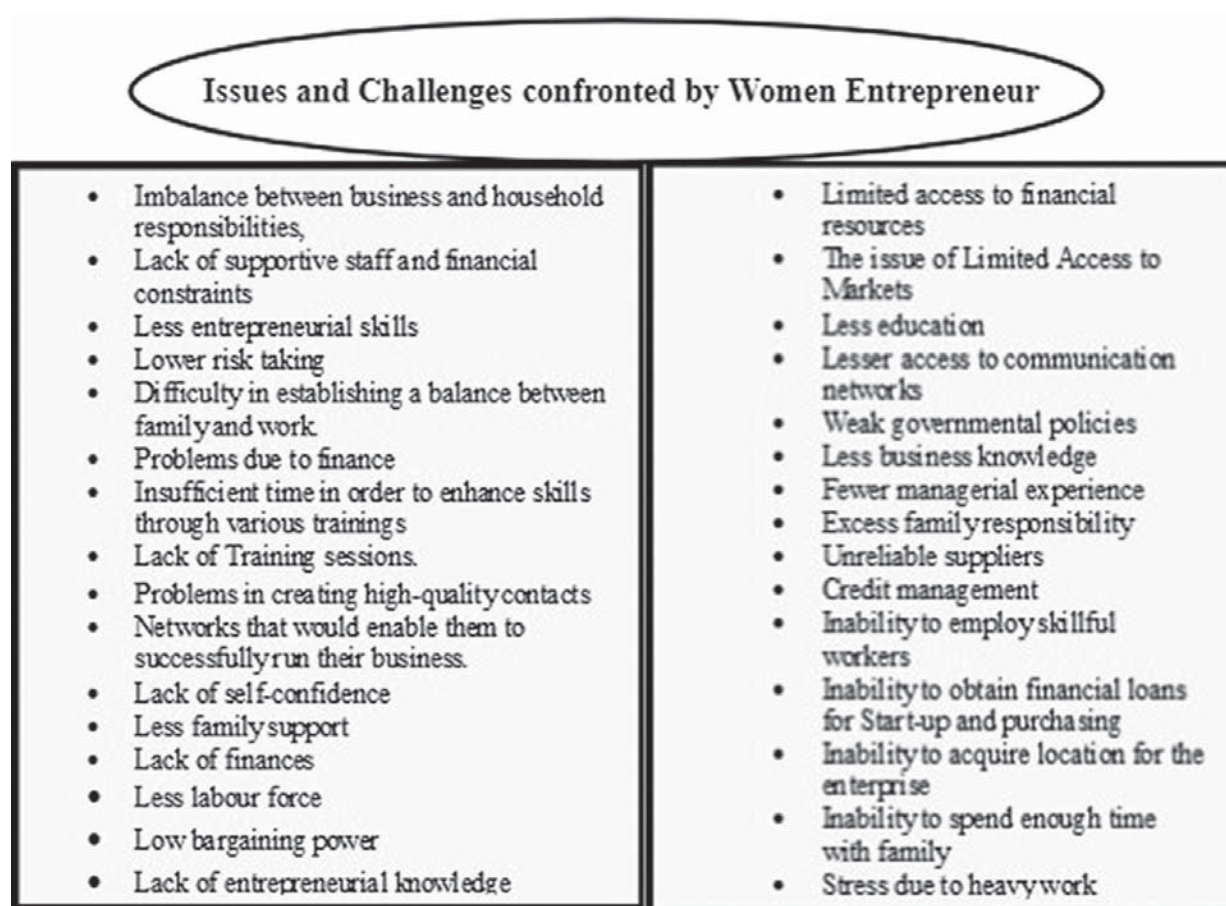 Issues and Challenges confronted by Women Entrepreneur
• Imbalance between business and household
responsibilities,
• Lack of supportive staff and financial
constraints
• Less entrepreneurial skills
• Lower risk taking
• Difficulty in establishing a balance between
family and work.
• Problems due to finance
• Insufficient time in order to enhance skills
through various trainings
• Lack of Training sessions.
• Problems in creating high-quality contacts
• Networks that would enable them to
successfully run their business.
• Lack of self-confidence
• Less family support
• Lack of finances
• Less labour force
• Low bargaining power
• Lack of entrepreneurial knowledge
• Limited access to financial
resources
• The issue of Limited Access to
Markets
• Less education
• Lesser access to communication
networks
• Weak governmental policies
• Less business knowledge
• Fewer managerial experience
• Excess family responsibility
• Unreliable suppliers
• Credit management
• Inability to employ skillful
workers
• Inability to obtain financial loans
for Start-up and purchasing
• Inability to acquire location for the
enterprise
• Inability to spend enough time
with family
• Stress due to heavy work